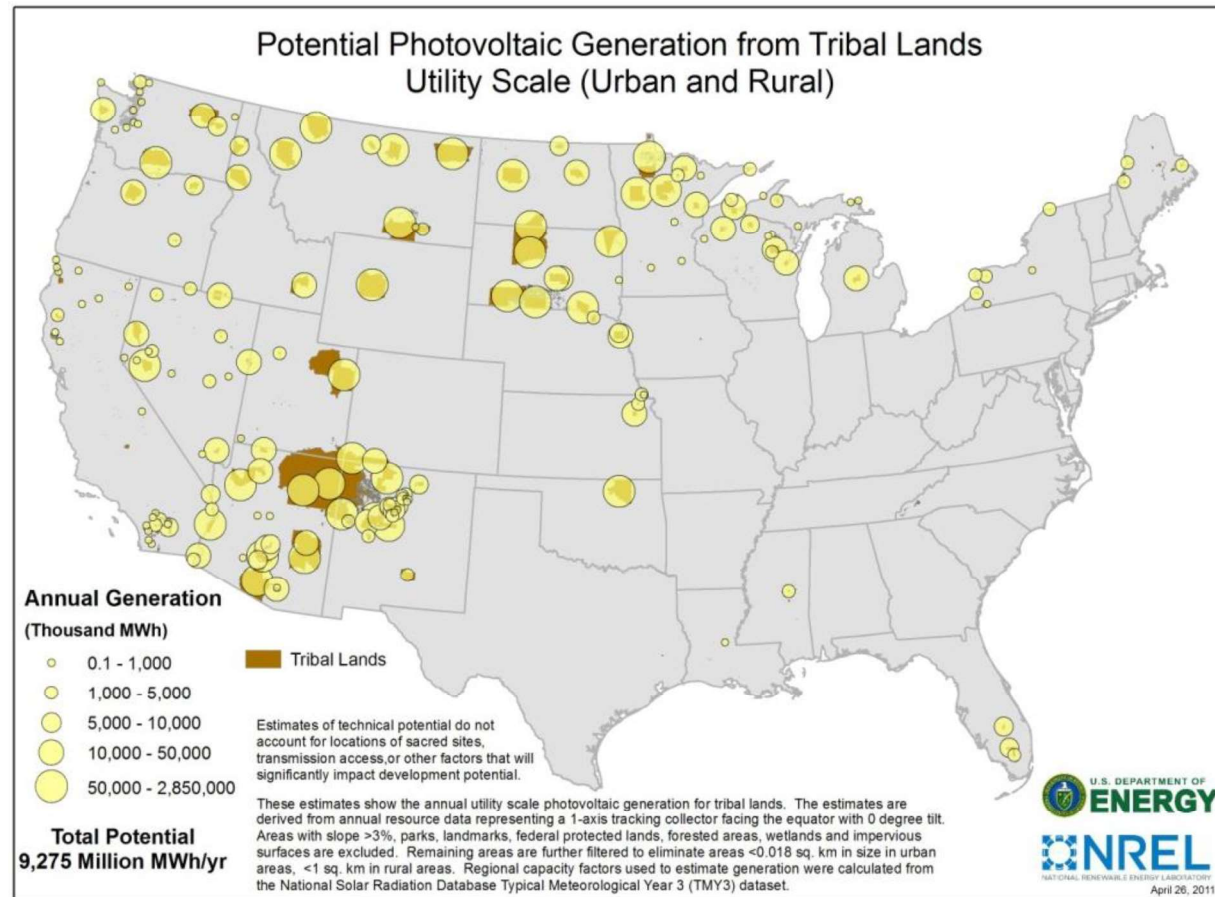 Potential Photovoltaic Generation from Tribal Lands
Utility Scale (Urban and Rural)
Annual Generation
(Thousand MWh)
0.1 - 1,000
1,000 - 5,000
5,000 - 10,000
10,000 - 50,000
50,000 - 2,850,000
Total Potential
9,275 Million MWh/yr
Tribal Lands
Estimates of technical potential do not
account for locations of sacred sites,
transmission access,or other factors that will
significantly impact development potential.
These estimates show the annual utility scale photovoltaic generation for tribal lands. The estimates are
derived from annual resource data representing a 1-axis tracking collector facing the equator with 0 degree tilt.
Areas with slope >3%, parks, landmarks, federal protected lands, forested areas, wetlands and impervious
surfaces are excluded. Remaining areas are further filtered to eliminate areas <0.018 sq. km in size in urban
areas, <1 sq. km in rural areas. Regional capacity factors used to estimate generation were calculated from
the National Solar Radiation Database Typical Meteorological Year 3 (TMY3) dataset.
U.S. DEPARTMENT OF
ENERGY
NREL
NATIONAL RENEWABLE ENERGY LABORATORY
April 26, 2011